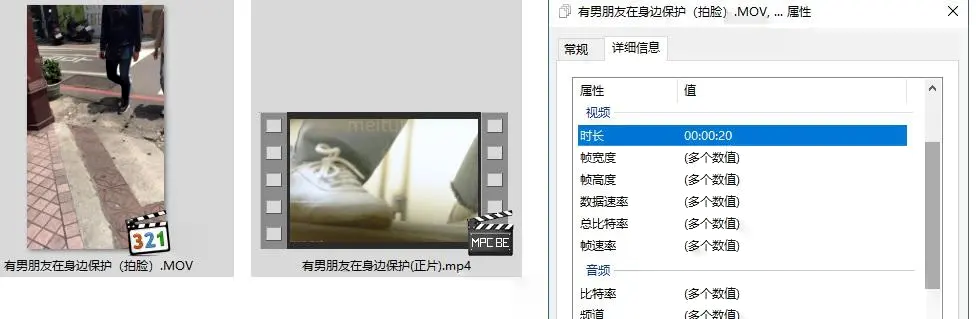 有男朋友在身边保护（拍脸）.MOV, ... 属性
常规
详细信息
属性
值
视频
时长
00:00:20
帧宽度
(多个数值)
帧高度
(多个数值)
数据速率
(多个数值)
总比特率
(多个数值)
帧速率
(多个数值)
音频
比特率
(多个数值)
频道
(多个数值)
meitu
321
MPC BE
有男朋友在身边保护（拍脸）.MOV
有男朋友在身边保护(正片).mp4